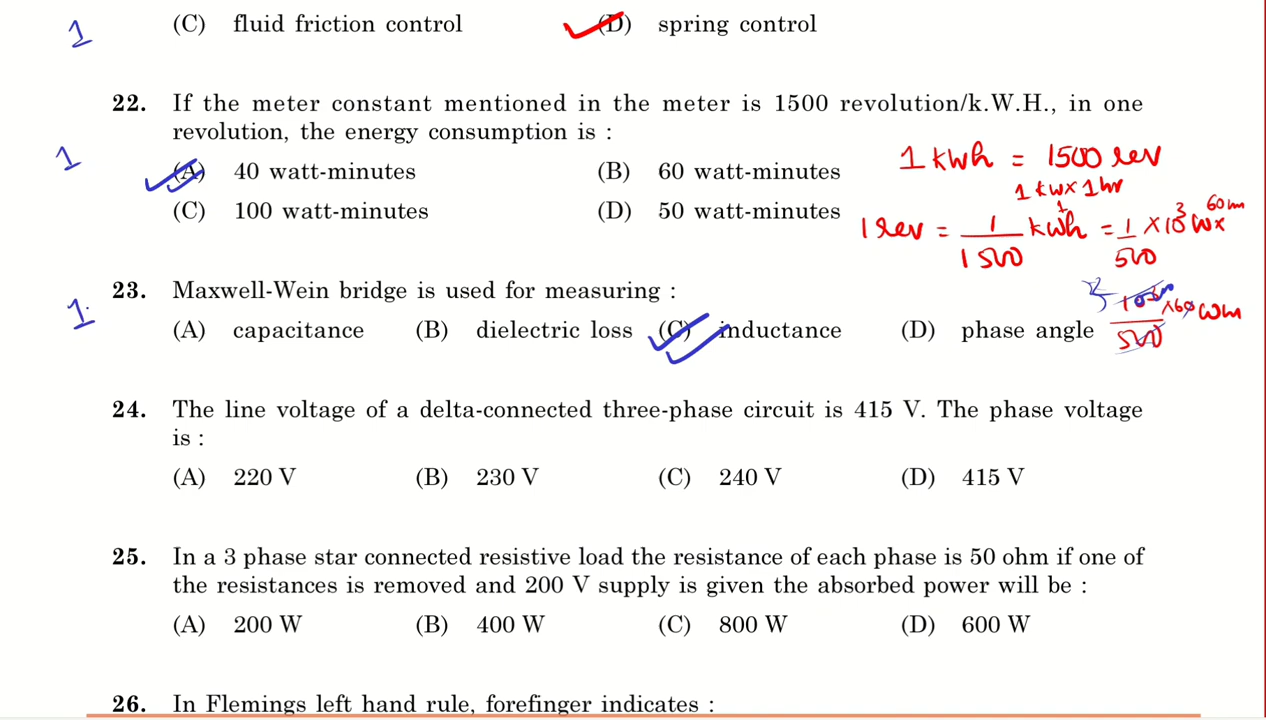 1
(C) fluid friction control (D) spring control
22. If the meter constant mentioned in the meter is 1500 revolution/k.W.H., in one
revolution, the energy consumption is :
1
(A) 40 watt-minutes (B) 60 watt-minutes
(C) 100 watt-minutes (D) 50 watt-minutes
1 kwh = 1500 rev
1 kw x 1 hr
1 rev = 1/1500 kwh = 1/500 x 10^3 w x 60m
23. Maxwell-Wein bridge is used for measuring :
1
(A) capacitance (B) dielectric loss (C) inductance (D) phase angle
24. The line voltage of a delta-connected three-phase circuit is 415 V. The phase voltage
is :
(A) 220 V (B) 230 V (C) 240 V (D) 415 V
25. In a 3 phase star connected resistive load the resistance of each phase is 50 ohm if one of
the resistances is removed and 200 V supply is given the absorbed power will be :
(A) 200 W (B) 400 W (C) 800 W (D) 600 W
26. In Flemings left hand rule, forefinger indicates :